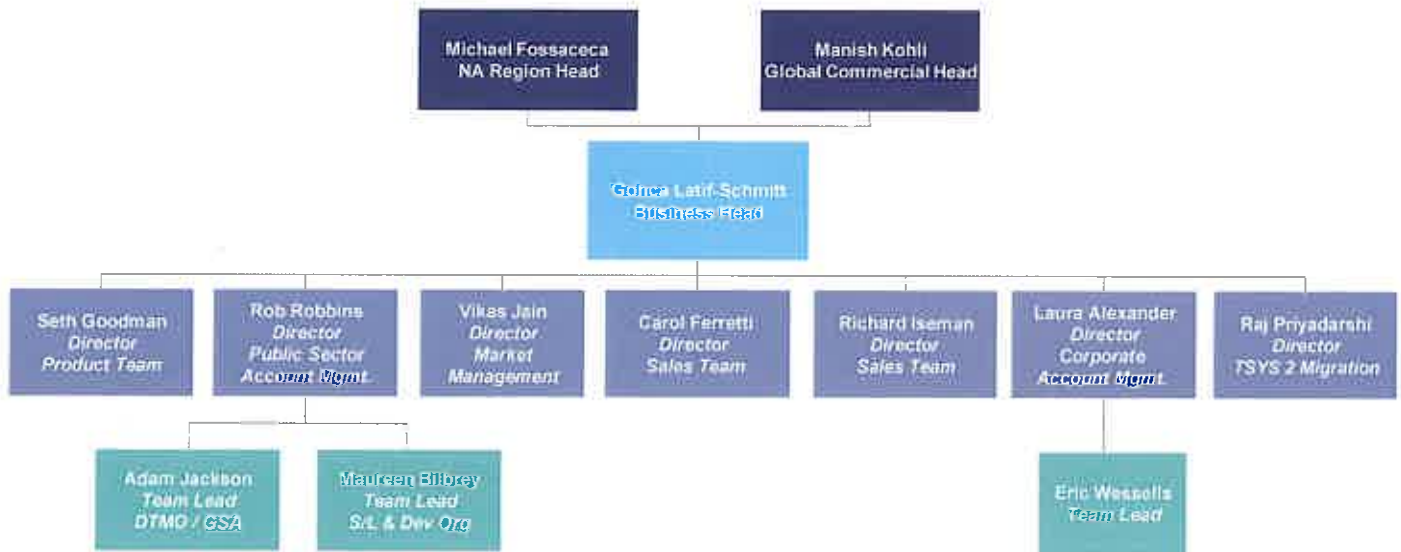 Michael Fossaceca
NA Region Head
Manish Kohli
Global Commercial Head
Latif-Schmitt
Business Head
Seth Goodman
Director
Product Team
Rob Robbins
Director
Public Sector
Account Mgmt.
Vikas Jain
Director
Market
Management
Carol Ferretti
Director
Sales Team
Richard Iseman
Director
Sales Team
Laura Alexander
Director
Corporate
Account Mgmt.
Raj Priyadarshi
Director
TSYS 2 Migration
Adam Jackson
Team Lead
DTMO / GSA
Maureen Bilbrey
Team Lead
S/L & Dev Org
Eric Wessells
Team Lead